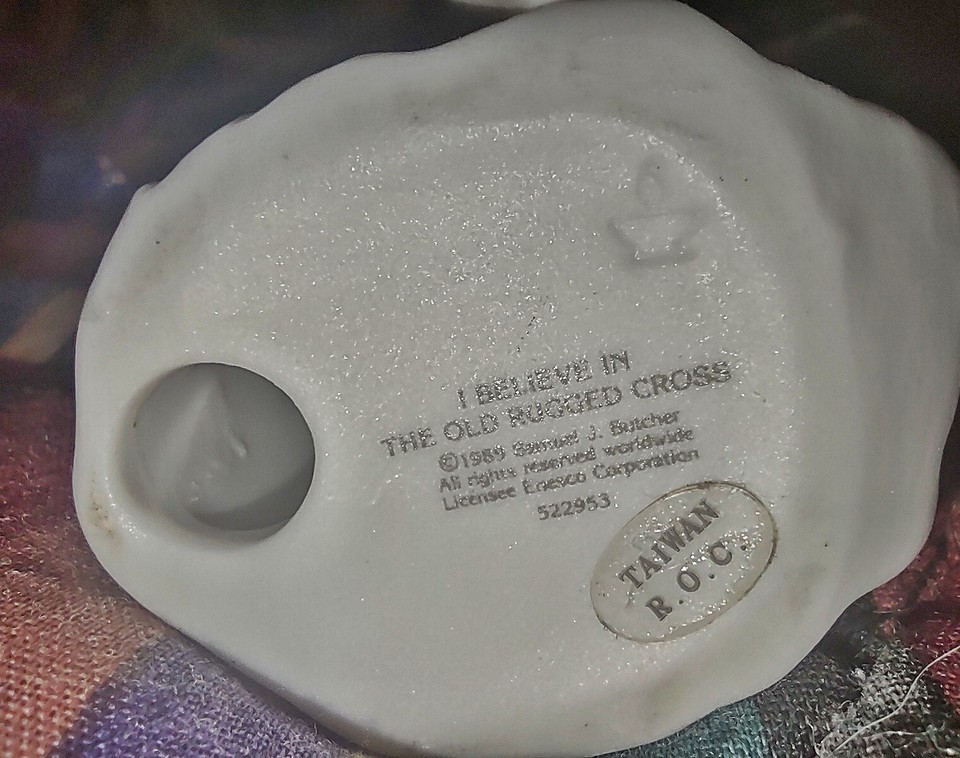 I BELIEVE IN
THE OLD RUGGED CROSS
©1989 Samuel J. Butcher
All rights reserved worldwide
Licensee Enesco Corporation
522953
TAIWAN
R.O.C.